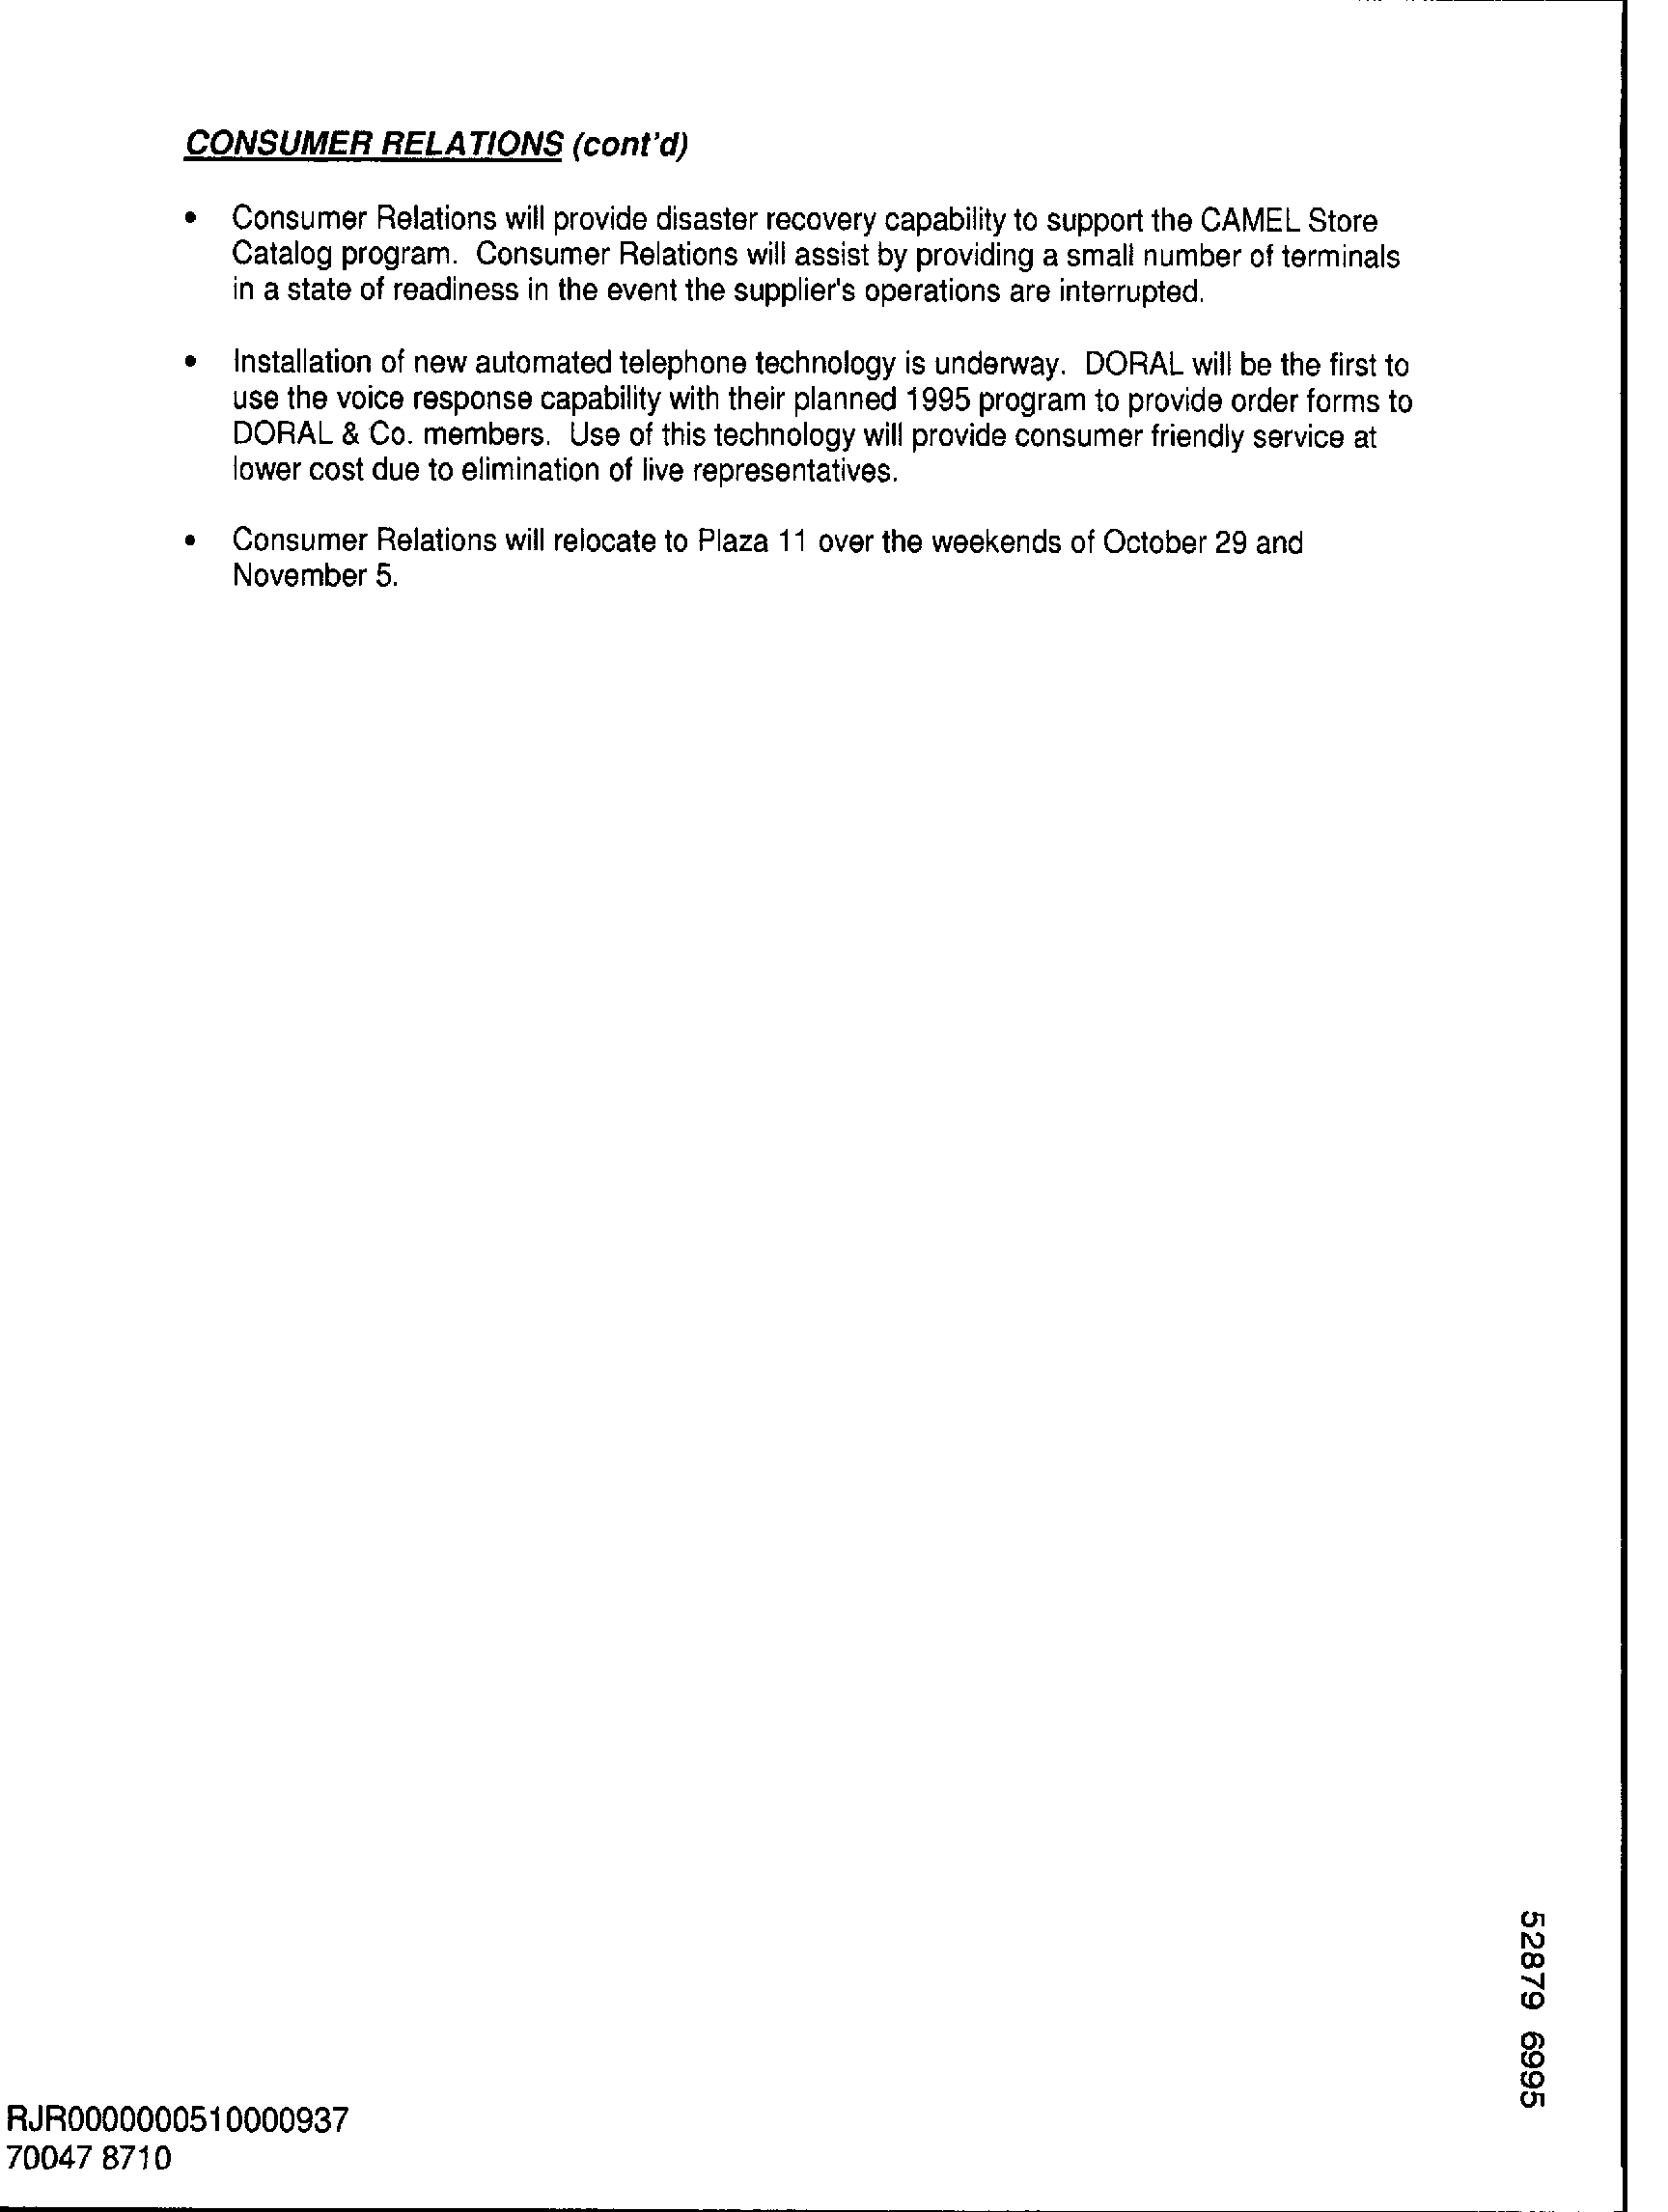 CONSUMER RELATIONS (cont'd)
• Consumer Relations will provide disaster recovery capability to support the CAMEL Store
Catalog program. Consumer Relations will assist by providing a small number of terminals
in a state of readiness in the event the supplier's operations are interrupted.
• Installation of new automated telephone technology is underway. DORAL will be the first to
use the voice response capability with their planned 1995 program to provide order forms to
DORAL & Co. members. Use of this technology will provide consumer friendly service at
lower cost due to elimination of live representatives.
• Consumer Relations will relocate to Plaza 11 over the weekends of October 29 and
November 5.
52879 6995
RJR0000000510000937
70047 8710